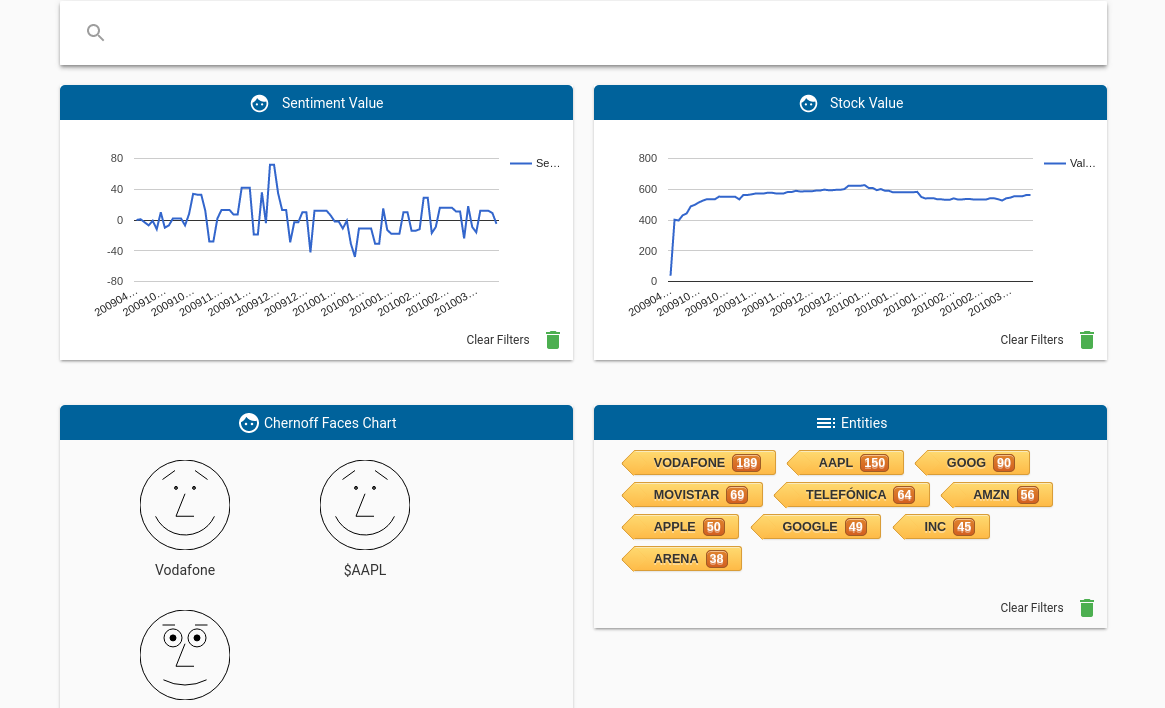 Sentiment Value
80
40
0
-40
-80
Se...
200904...
200910...
200910...
200911...
200911...
200912...
200912...
201001...
201001...
201001...
201002...
201002...
201003...
Clear Filters
Stock Value
800
600
400
200
0
Val...
200904...
200910...
200910...
200911...
200911...
200912...
200912...
201001...
201001...
201001...
201002...
201002...
201003...
Clear Filters
Chernoff Faces Chart
Vodafone $AAPL
Entities
VODAFONE 189 AAPL 150 GOOG 90
MOVISTAR 69 TELEFÓNICA 64 AMZN 56
APPLE 50 GOOGLE 49 INC 45
ARENA 38
Clear Filters